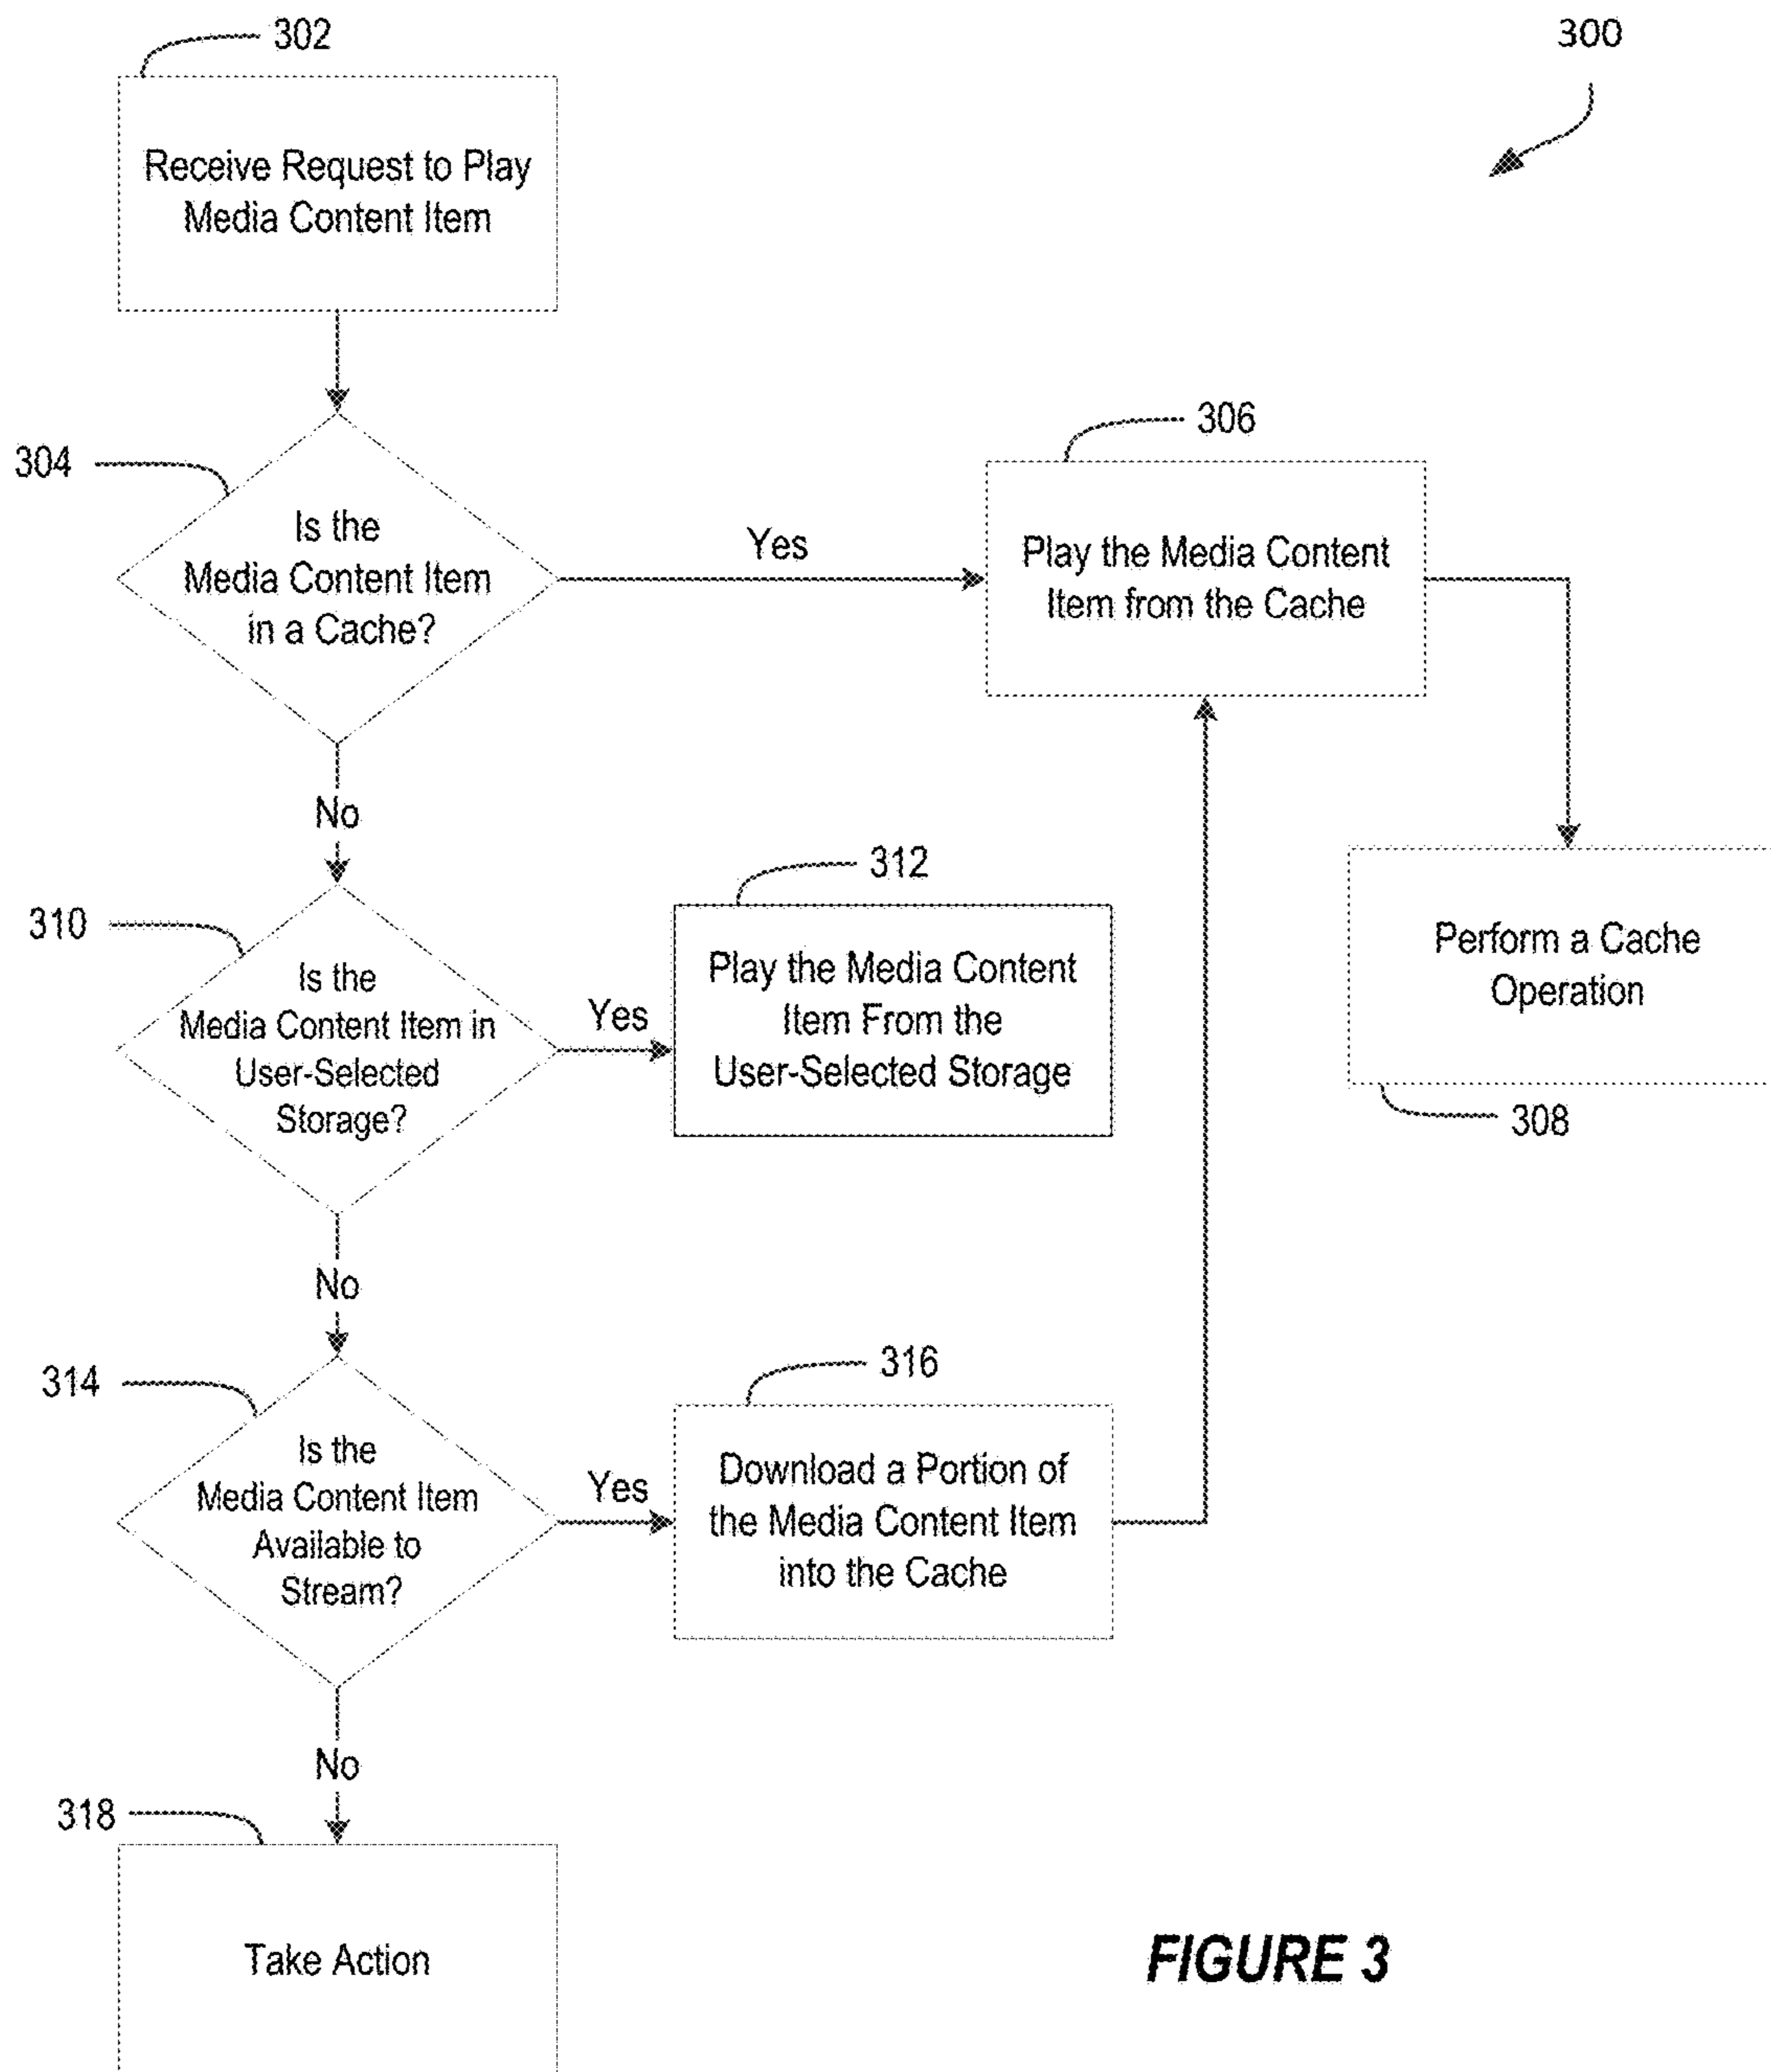 302
300
Receive Request to Play
Media Content Item
304
Is the
Media Content Item
in a Cache?
Yes
306
Play the Media Content
Item from the Cache
No
310
Is the
Media Content Item in
User-Selected
Storage?
Yes
312
Play the Media Content
Item From the
User-Selected Storage
Perform a Cache
Operation
308
No
314
Is the
Media Content Item
Available to
Stream?
Yes
316
Download a Portion of
the Media Content Item
into the Cache
No
318
Take Action
FIGURE 3